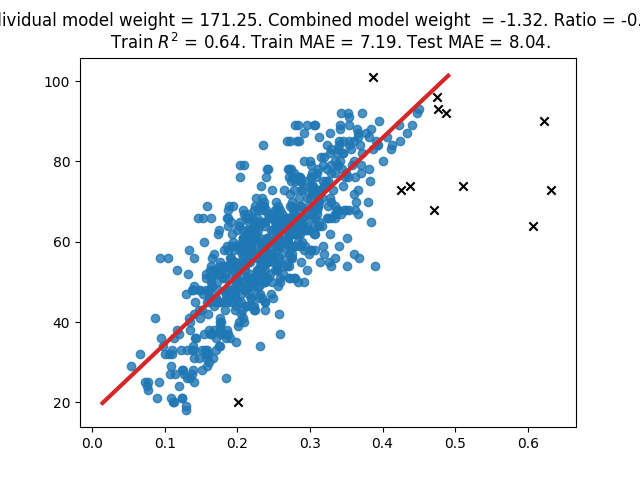 dividual model weight = 171.25. Combined model weight = -1.32. Ratio = -0.
Train R² = 0.64. Train MAE = 7.19. Test MAE = 8.04.
100
80
60
40
20
0.0 0.1 0.2 0.3 0.4 0.5 0.6